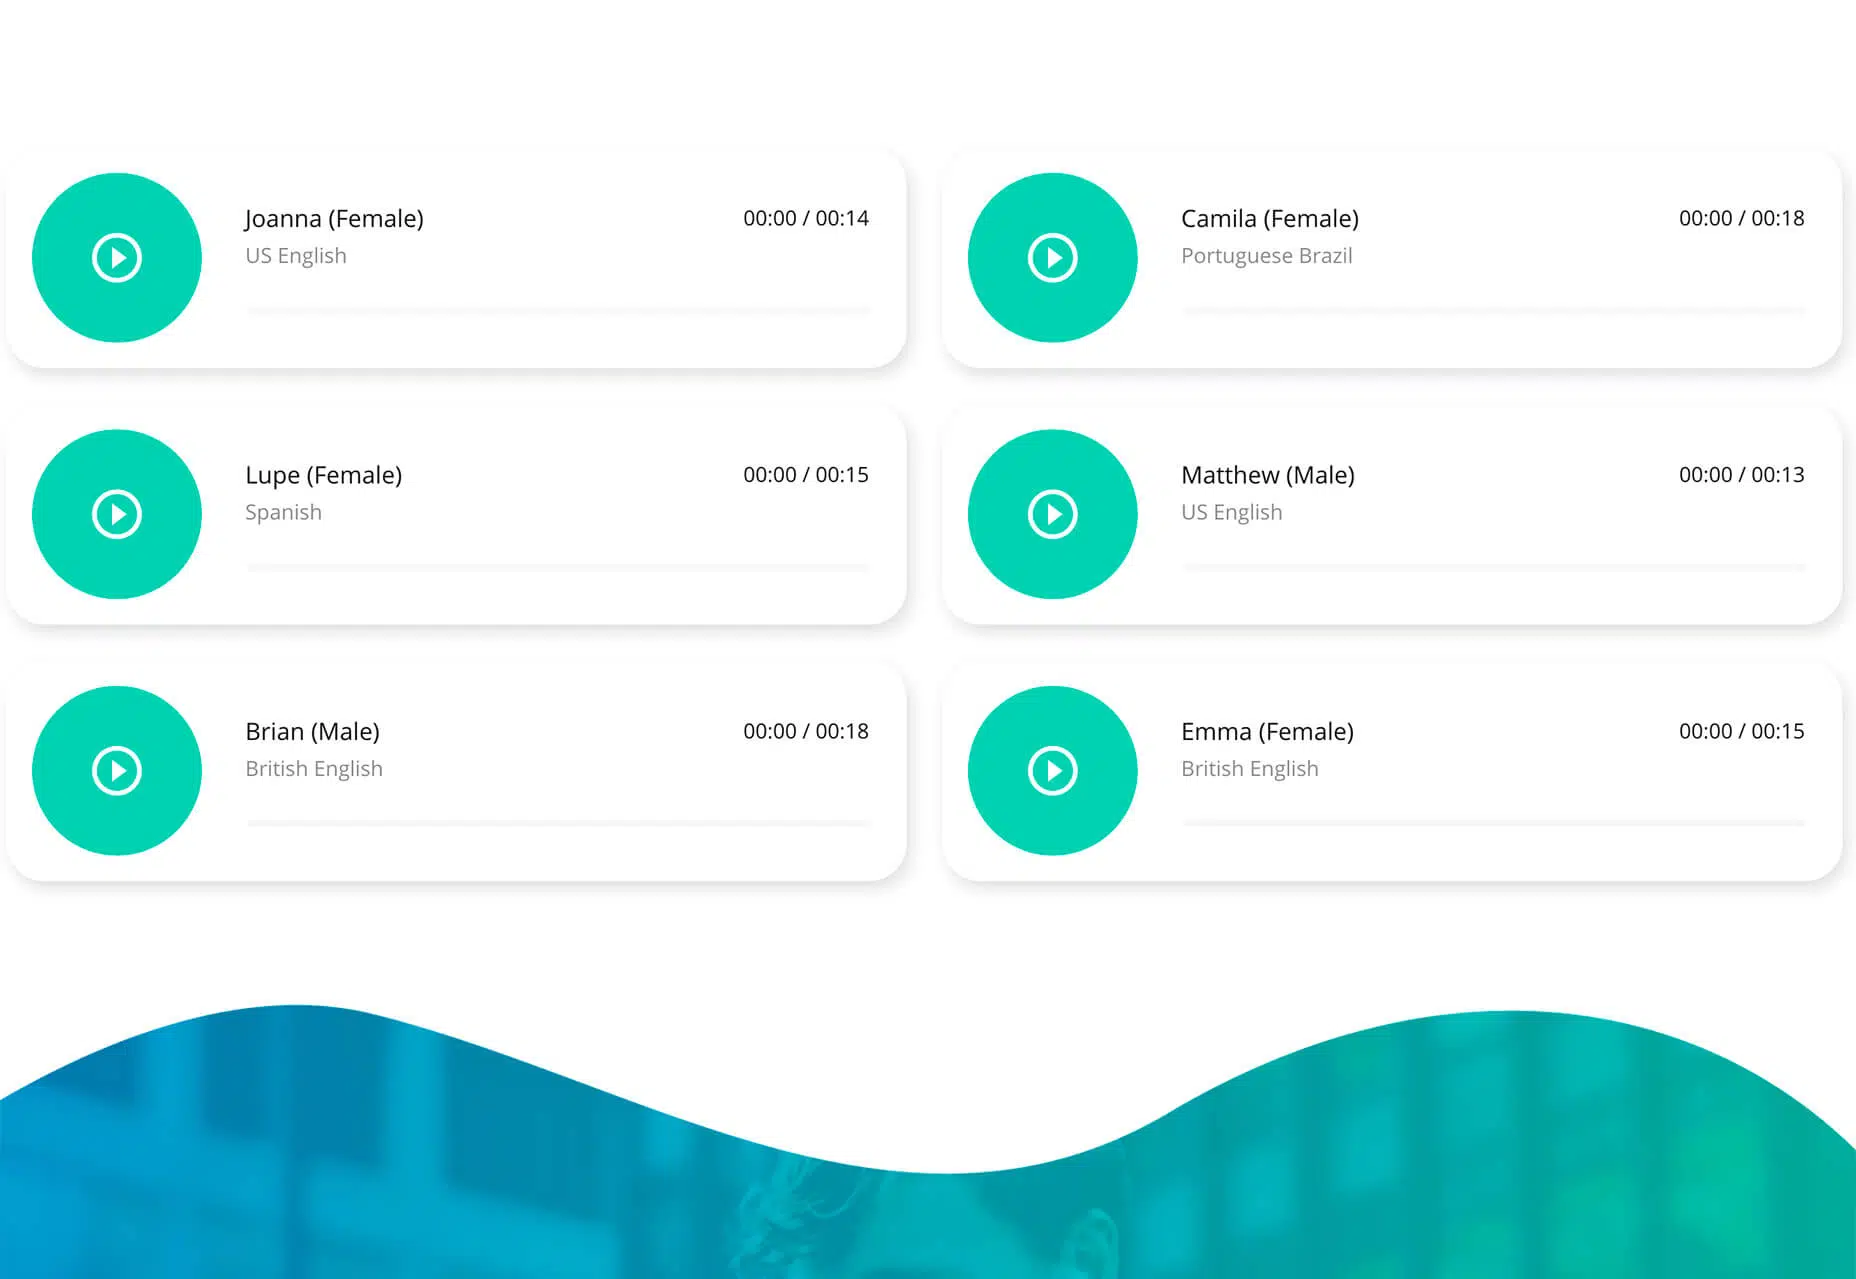 Joanna (Female)
00:00 / 00:14
US English
Camila (Female)
00:00 / 00:18
Portuguese Brazil
Lupe (Female)
00:00 / 00:15
Spanish
Matthew (Male)
00:00 / 00:13
US English
Brian (Male)
00:00 / 00:18
British English
Emma (Female)
00:00 / 00:15
British English